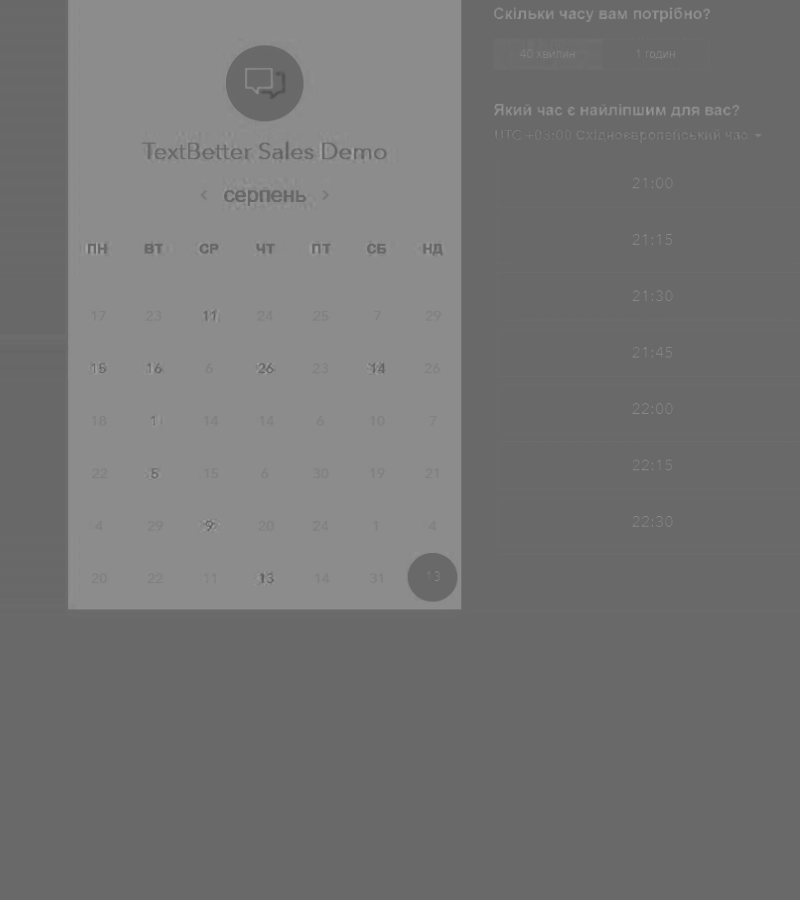 TextBetter Sales Demo
‹ серпень ›
ПН ВТ СР ЧТ ПТ СБ НД
17 23 11 24 25 7 29
15 16 6 26 23 14 26
18 1 14 14 6 10 7
22 5 15 6 30 19 21
4 29 9 20 24 1 4
20 22 11 13 14 31 13
Скільки часу вам потрібно?
40 хвилин 1 годин
Який час є найліпшим для вас?
UTC +03:00 Східноєвропейський час
21:00
21:15
21:30
21:45
22:00
22:15
22:30